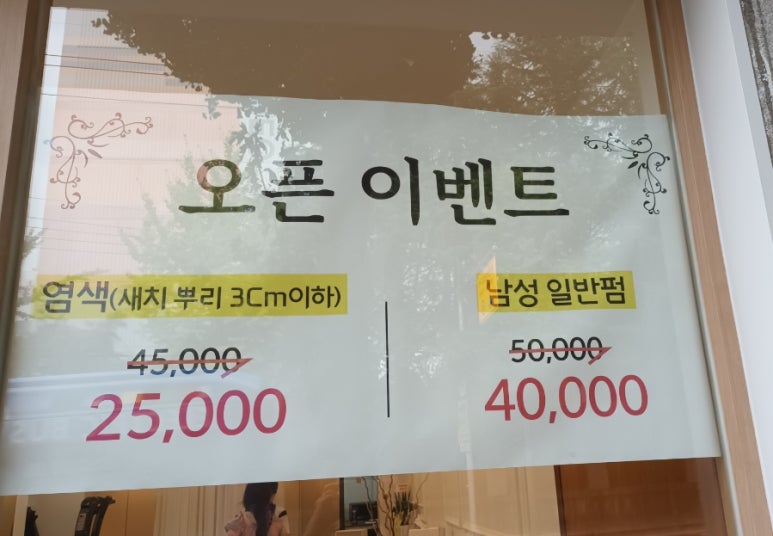 오픈 이벤트
염색(새치 뿌리 3Cm이하)
45,000
25,000
남성 일반펌
50,000
40,000